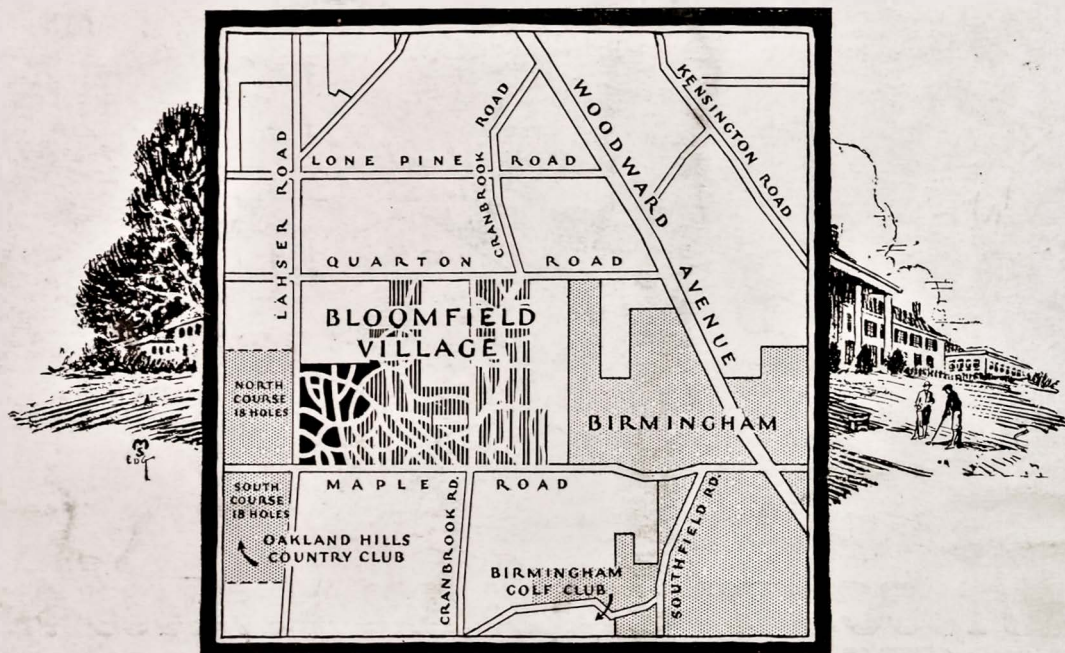 KENSINGTON ROAD
WOODWARD AVENUE
CRANBROOK ROAD
LONE PINE ROAD
LAHSER ROAD
QUARTON ROAD
BLOOMFIELD
VILLAGE
NORTH
COURSE
18 HOLES
BIRMINGHAM
MAPLE ROAD
SOUTH
COURSE
18 HOLES
OAKLAND HILLS
COUNTRY CLUB
CRANBROOK RD.
BIRMINGHAM
GOLF CLUB
SOUTHFIELD RD.